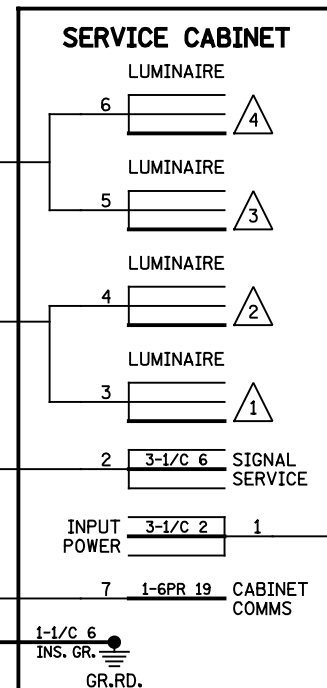 SERVICE CABINET
LUMINAIRE
6
4
LUMINAIRE
5
3
LUMINAIRE
4
2
LUMINAIRE
3
1
2 3-1/C 6 SIGNAL
SERVICE
INPUT 3-1/C 2 1
POWER
7 1-6PR 19 CABINET
COMMS
1-1/C 6
INS. GR.
GR.RD.